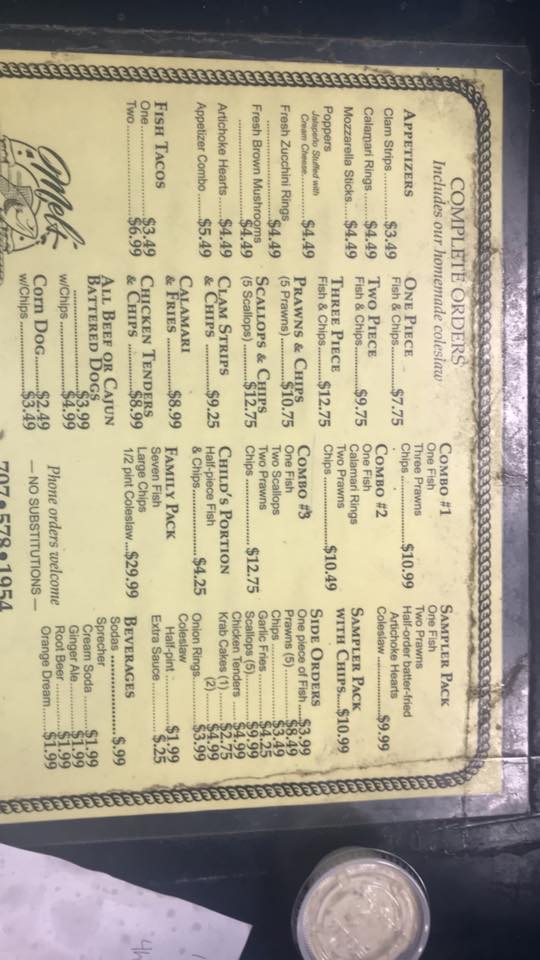 COMPLETE ORDERS
Includes our homemade coleslaw
APPETIZERS
Clam Strips..........$3.49
Calamari Rings.......$4.49
Mozzarella Sticks....$4.49
Poppers
Jalapeño Stuffed with
Cream Cheese.........$4.49
Fresh Zucchini Rings
.....................$4.49
Fresh Brown Mushrooms
.....................$4.49
Artichoke Hearts.....$4.49
Appetizer Combo......$5.49
FISH TACOS
One..................$3.49
Two..................$6.99
Mels
ONE PIECE
Fish & Chips.........$7.75
TWO PIECE
Fish & Chips.........$9.75
THREE PIECE
Fish & Chips.........$12.75
PRAWNS & CHIPS
(5 Prawns)...........$10.75
SCALLOPS & CHIPS
(5 Scallops).........$12.75
CLAM STRIPS
& CHIPS..............$9.25
CALAMARI
& FRIES..............$8.99
CHICKEN TENDERS
& CHIPS..............$8.99
ALL BEEF OR CAJUN
BATTERED DOGS
.....................$3.99
w/Chips..............$4.99
CORN DOG.............$2.49
w/Chips..............$3.49
COMBO #1
One Fish
Three Prawns
Chips................$10.99
COMBO #2
One Fish
Calamari Rings
Two Prawns
Chips................$10.49
COMBO #3
One Fish
Two Scallops
Two Prawns
Chips................$12.75
CHILD'S PORTION
Half-piece Fish
& Chips..............$4.25
FAMILY PACK
Seven Fish
Large Chips
1/2 pint Coleslaw....$29.99
Phone orders welcome
— NO SUBSTITUTIONS —
707•578•1954
SAMPLER PACK
One Fish
Two Prawns
Half-order batter-fried
Artichoke Hearts
Coleslaw.............$9.99
SAMPLER PACK
WITH CHIPS...$10.99
SIDE ORDERS
One piece of Fish....$3.99
Prawns (5)...........$8.49
Chips................$3.49
Garlic Fries.........$4.25
Scallops (5).........$9.99
Chicken Tenders......$4.99
Krab Cakes (1).......$2.75
(2)..................$4.99
Onion Rings..........$3.99
Coleslaw
Half-pint............$1.99
Extra Sauce..........$.25
BEVERAGES
Sodas................$.99
Sprecher
Cream Soda...........$1.99
Ginger Ale...........$1.99
Root Beer............$1.99
Orange Dream.........$1.99